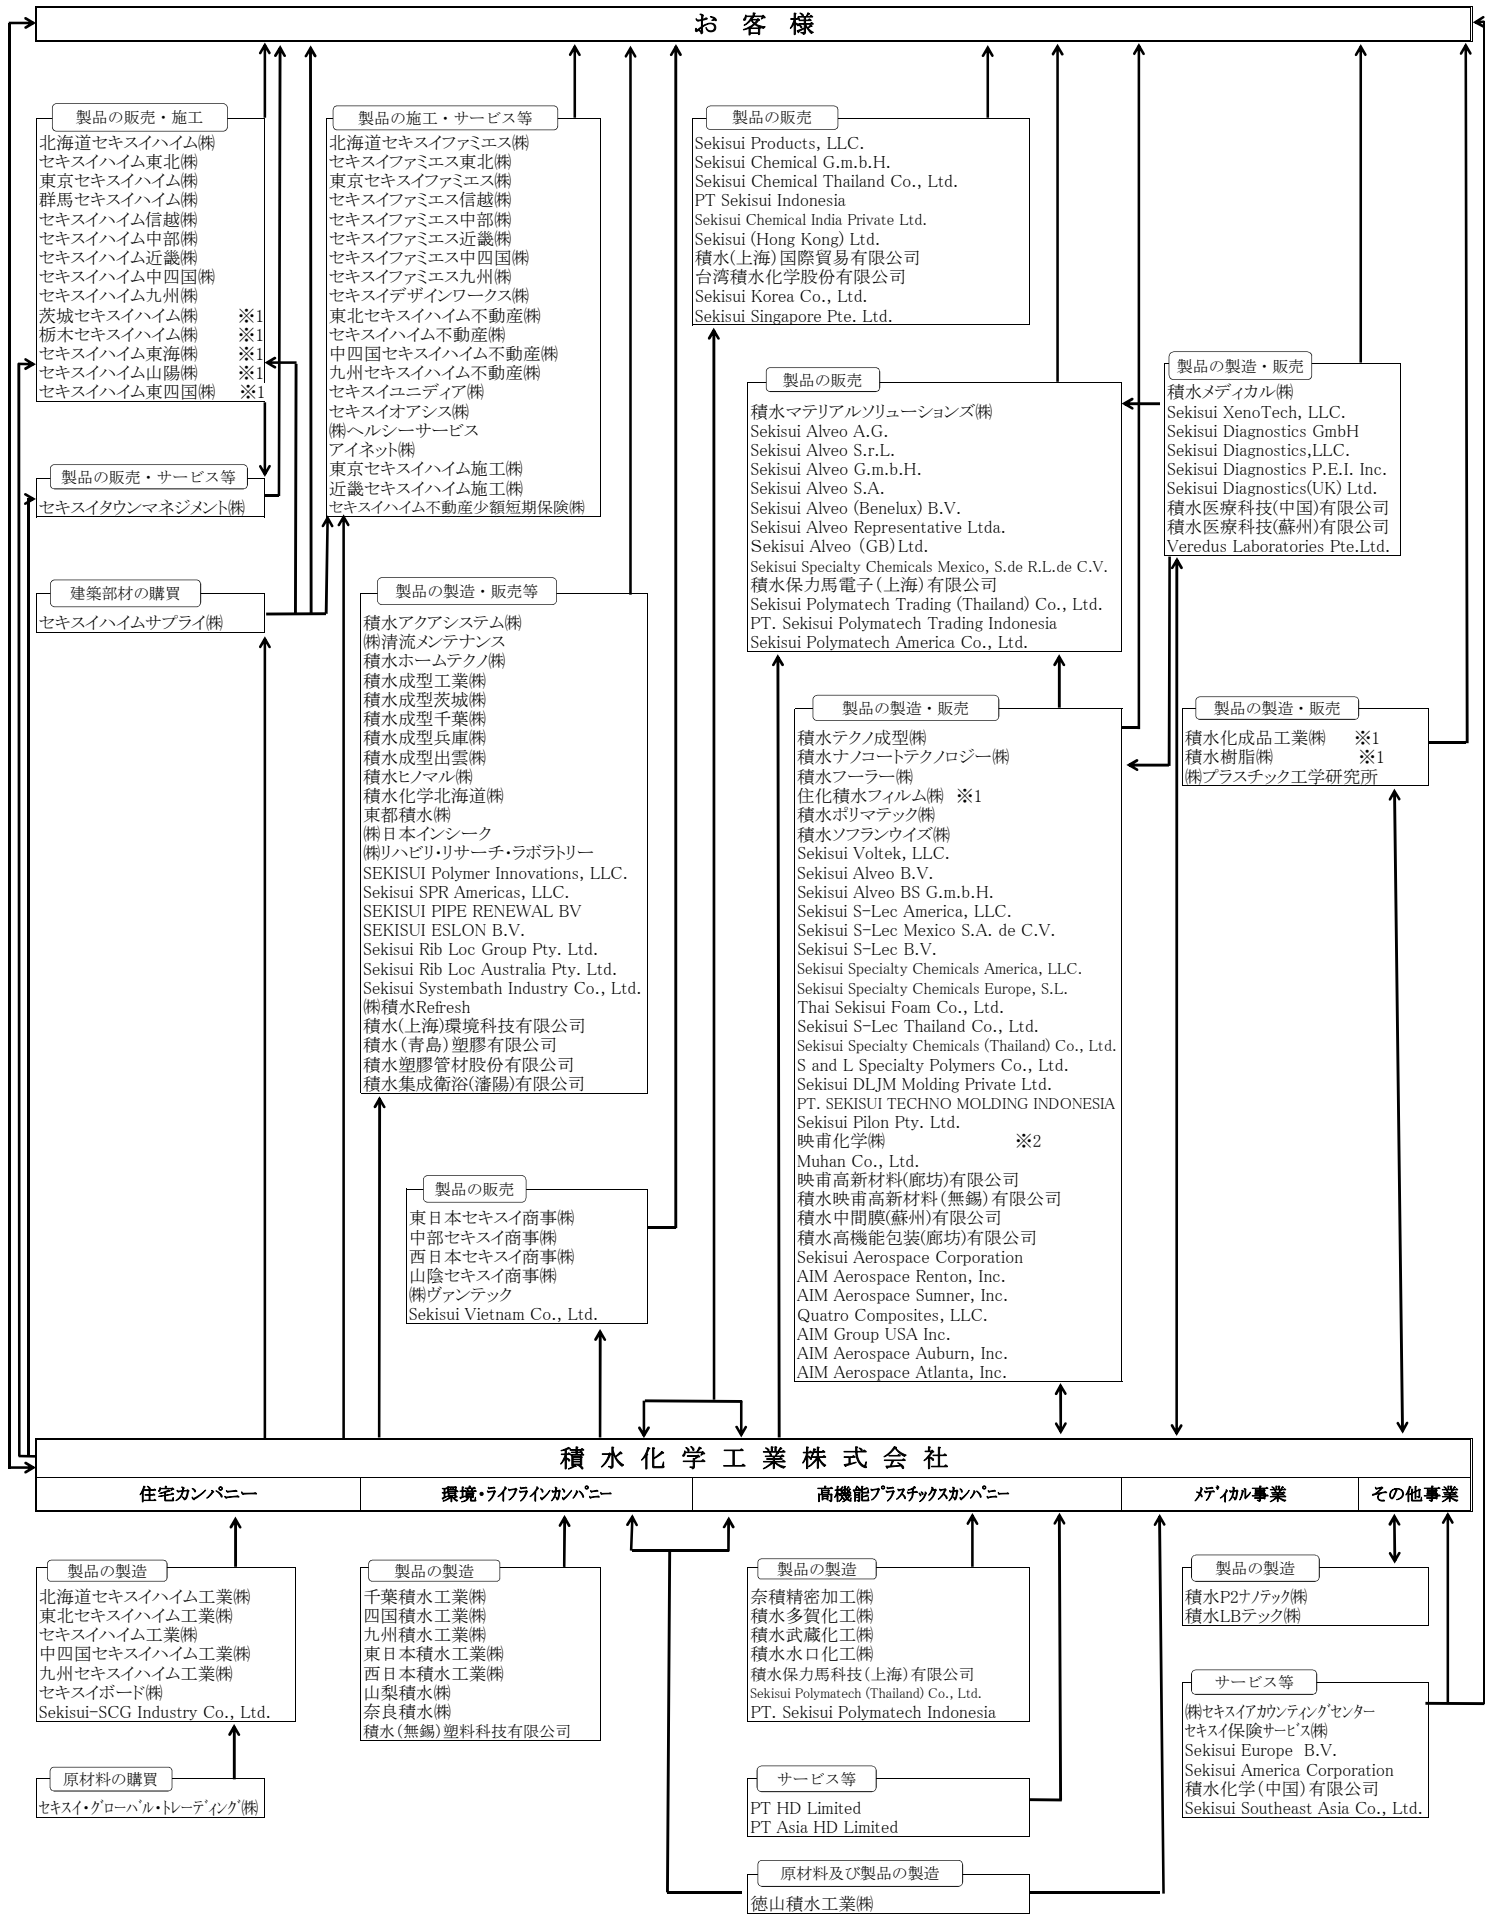 お 客 様
製品の販売・施工
北海道セキスイハイム㈱
セキスイハイム東北㈱
東京セキスイハイム㈱
群馬セキスイハイム㈱
セキスイハイム信越㈱
セキスイハイム中部㈱
セキスイハイム近畿㈱
セキスイハイム中四国㈱
セキスイハイム九州㈱
茨城セキスイハイム㈱ ※1
栃木セキスイハイム㈱ ※1
セキスイハイム東海㈱ ※1
セキスイハイム山陽㈱ ※1
セキスイハイム東四国㈱ ※1
製品の販売・サービス等
セキスイタウンマネジメント㈱
建築部材の購買
セキスイハイムサプライ㈱
製品の施工・サービス等
北海道セキスイファミエス㈱
セキスイファミエス東北㈱
東京セキスイファミエス㈱
セキスイファミエス信越㈱
セキスイファミエス中部㈱
セキスイファミエス近畿㈱
セキスイファミエス中四国㈱
セキスイファミエス九州㈱
セキスイデザインワークス㈱
東北セキスイハイム不動産㈱
セキスイハイム不動産㈱
中四国セキスイハイム不動産㈱
九州セキスイハイム不動産㈱
セキスイユニディア㈱
セキスイオアシス㈱
㈱ヘルシーサービス
アイネット㈱
東京セキスイハイム施工㈱
近畿セキスイハイム施工㈱
セキスイハイム不動産少額短期保険㈱
製品の製造・販売等
積水アクアシステム㈱
㈱清流メンテナンス
積水ホームテクノ㈱
積水成型工業㈱
積水成型茨城㈱
積水成型千葉㈱
積水成型兵庫㈱
積水成型出雲㈱
積水ヒノマル㈱
積水化学北海道㈱
東都積水㈱
㈱日本インシーク
㈱リハビリ・リサーチ・ラボラトリー
SEKISUI Polymer Innovations, LLC.
Sekisui SPR Americas, LLC.
SEKISUI PIPE RENEWAL BV
SEKISUI ESLON B.V.
Sekisui Rib Loc Group Pty. Ltd.
Sekisui Rib Loc Australia Pty. Ltd.
Sekisui Systembath Industry Co., Ltd.
㈱積水Refresh
積水(上海)環境科技有限公司
積水(青島)塑膠有限公司
積水塑膠管材股份有限公司
積水集成衛浴(瀋陽)有限公司
製品の販売
東日本セキスイ商事㈱
中部セキスイ商事㈱
西日本セキスイ商事㈱
山陰セキスイ商事㈱
㈱ヴァンテック
Sekisui Vietnam Co., Ltd.
製品の販売
Sekisui Products, LLC.
Sekisui Chemical G.m.b.H.
Sekisui Chemical Thailand Co., Ltd.
PT Sekisui Indonesia
Sekisui Chemical India Private Ltd.
Sekisui (Hong Kong) Ltd.
積水(上海)国際貿易有限公司
台湾積水化学股份有限公司
Sekisui Korea Co., Ltd.
Sekisui Singapore Pte. Ltd.
製品の販売
積水マテリアルソリューションズ㈱
Sekisui Alveo A.G.
Sekisui Alveo S.r.L.
Sekisui Alveo G.m.b.H.
Sekisui Alveo S.A.
Sekisui Alveo (Benelux) B.V.
Sekisui Alveo Representative Ltda.
Sekisui Alveo (GB)Ltd.
Sekisui Specialty Chemicals Mexico, S.de R.L.de C.V.
積水保力馬電子(上海)有限公司
Sekisui Polymatech Trading (Thailand) Co., Ltd.
PT. Sekisui Polymatech Trading Indonesia
Sekisui Polymatech America Co., Ltd.
製品の製造・販売
積水テクノ成型㈱
積水ナノコートテクノロジー㈱
積水フーラー㈱
住化積水フィルム㈱ ※1
積水ポリマテック㈱
積水ソフランウイズ㈱
Sekisui Voltek, LLC.
Sekisui Alveo B.V.
Sekisui Alveo BS G.m.b.H.
Sekisui S-Lec America, LLC.
Sekisui S-Lec Mexico S.A. de C.V.
Sekisui S-Lec B.V.
Sekisui Specialty Chemicals America, LLC.
Sekisui Specialty Chemicals Europe, S.L.
Thai Sekisui Foam Co., Ltd.
Sekisui S-Lec Thailand Co., Ltd.
Sekisui Specialty Chemicals (Thailand) Co., Ltd.
S and L Specialty Polymers Co., Ltd.
Sekisui DLJM Molding Private Ltd.
PT. SEKISUI TECHNO MOLDING INDONESIA
Sekisui Pilon Pty. Ltd.
映甫化学㈱ ※2
Muhan Co., Ltd.
映甫高新材料(廊坊)有限公司
積水映甫高新材料(無錫)有限公司
積水中間膜(蘇州)有限公司
積水高機能包装(廊坊)有限公司
Sekisui Aerospace Corporation
AIM Aerospace Renton, Inc.
AIM Aerospace Sumner, Inc.
Quatro Composites, LLC.
AIM Group USA Inc.
AIM Aerospace Auburn, Inc.
AIM Aerospace Atlanta, Inc.
製品の製造・販売
積水メディカル㈱
Sekisui XenoTech, LLC.
Sekisui Diagnostics GmbH
Sekisui Diagnostics,LLC.
Sekisui Diagnostics P.E.I. Inc.
Sekisui Diagnostics(UK) Ltd.
積水医療科技(中国)有限公司
積水医療科技(蘇州)有限公司
Veredus Laboratories Pte.Ltd.
製品の製造・販売
積水化成品工業㈱ ※1
積水樹脂㈱ ※1
㈱プラスチック工学研究所
積 水 化 学 工 業 株 式 会 社
住宅カンパニー
環境・ライフラインカンパニー
高機能プラスチックスカンパニー
メディカル事業
その他事業
製品の製造
北海道セキスイハイム工業㈱
東北セキスイハイム工業㈱
セキスイハイム工業㈱
中四国セキスイハイム工業㈱
九州セキスイハイム工業㈱
セキスイボード㈱
Sekisui-SCG Industry Co., Ltd.
原材料の購買
セキスイ・グローバル・トレーディング㈱
製品の製造
千葉積水工業㈱
四国積水工業㈱
九州積水工業㈱
東日本積水工業㈱
西日本積水工業㈱
山梨積水㈱
奈良積水㈱
積水(無錫)塑料科技有限公司
製品の製造
奈積精密加工㈱
積水多賀化工㈱
積水武蔵化工㈱
積水水口化工㈱
積水保力馬科技(上海)有限公司
Sekisui Polymatech (Thailand) Co., Ltd.
PT. Sekisui Polymatech Indonesia
サービス等
PT HD Limited
PT Asia HD Limited
原材料及び製品の製造
徳山積水工業㈱
製品の製造
積水P2ナノテック㈱
積水LBテック㈱
サービス等
㈱セキスイアカウンティングセンター
セキスイ保険サービス㈱
Sekisui Europe B.V.
Sekisui America Corporation
積水化学(中国)有限公司
Sekisui Southeast Asia Co., Ltd.